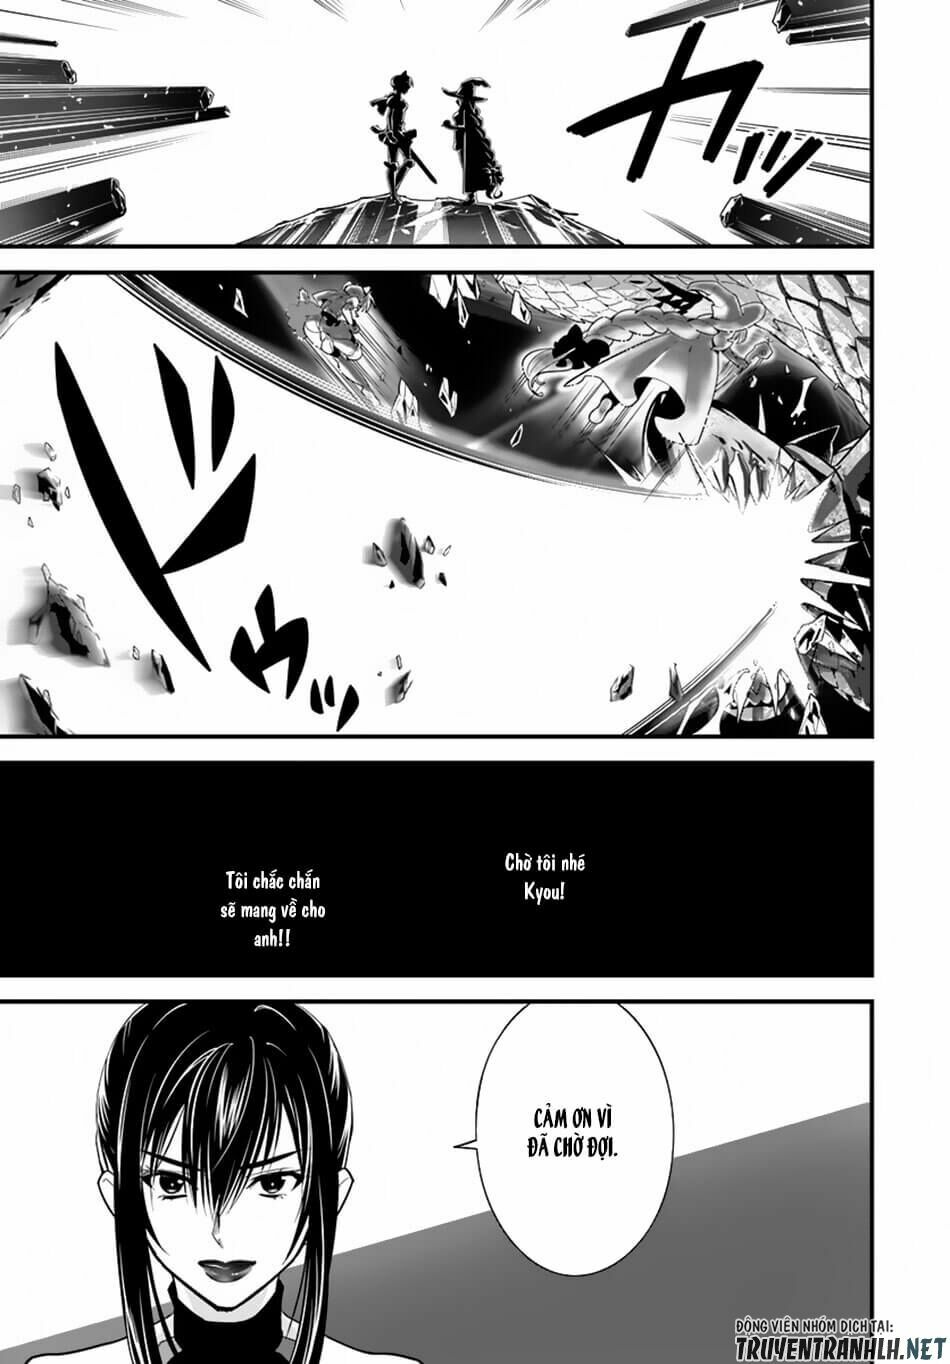 カッ
ドッ
Chờ tôi nhé
Kyou!
Tôi chắc chắn
sẽ mang về cho
anh!!
CẢM ƠN VÌ
ĐÃ CHỜ ĐỢI.
ĐỘNG VIÊN NHÓM DỊCH TẠI:
TRUYENTRANHLH.NET